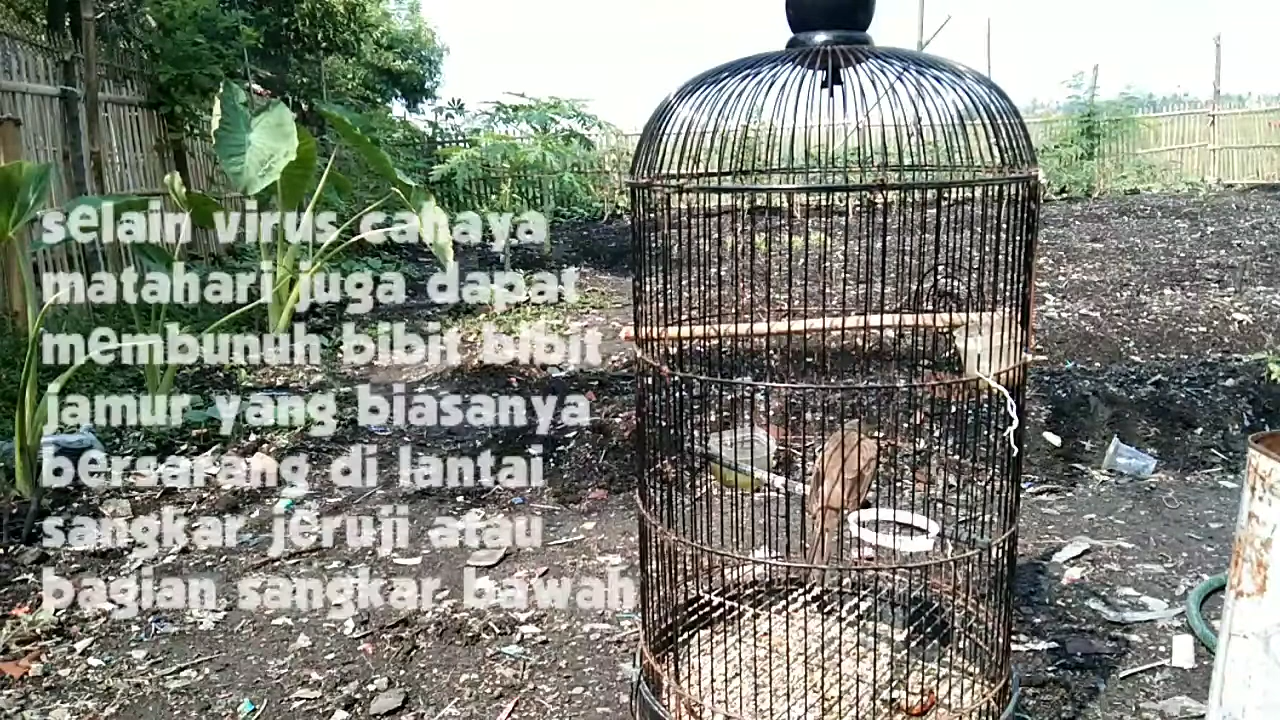 selain virus cahaya
matahari juga dapat
membunuh bibit bibit
jamur yang biasanya
bersarang di lantai
sangkar jeruji atau
bagian sangkar bawah